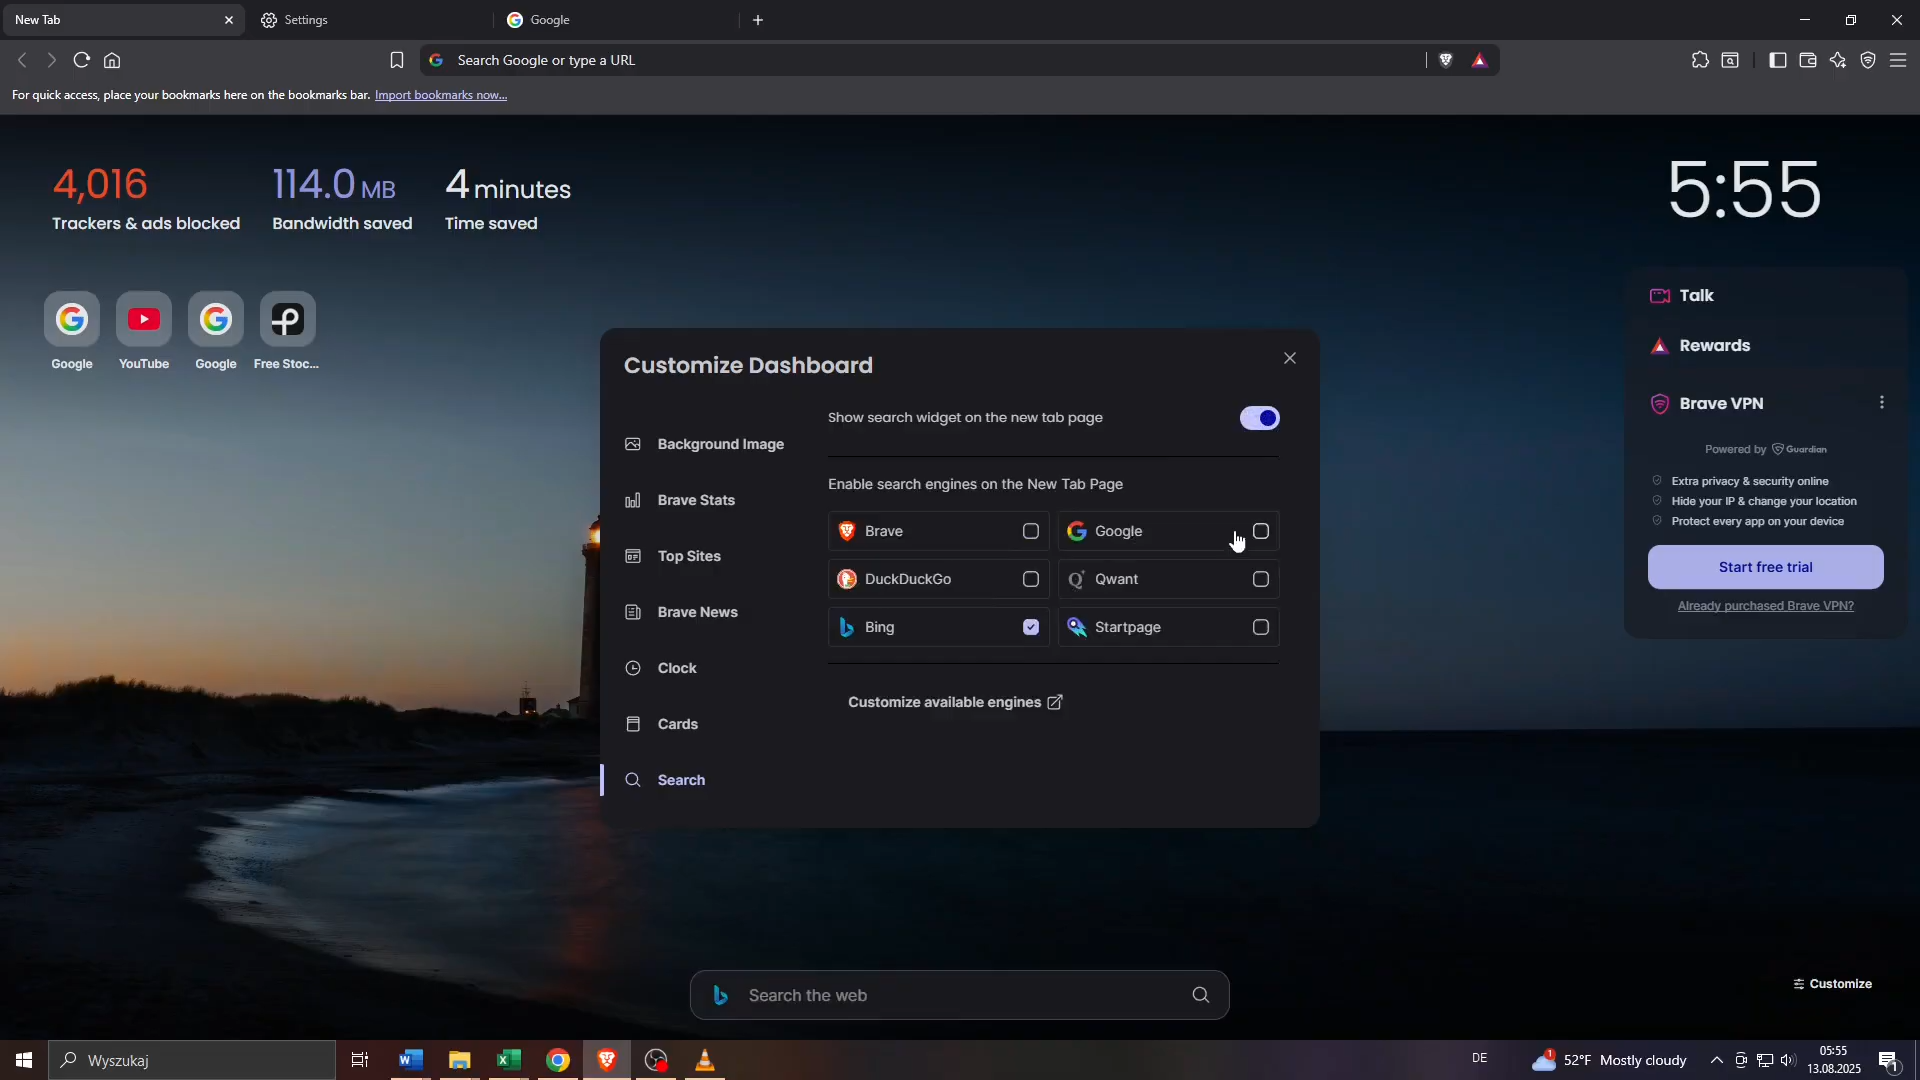 New Tab
Settings
Google
Search Google or type a URL
For quick access, place your bookmarks here on the bookmarks bar. Import bookmarks now...
4,016
Trackers & ads blocked
114.0 MB
Bandwidth saved
4 minutes
Time saved
5:55
Google
YouTube
Google
Free Stoc...
Talk
Rewards
Brave VPN
Powered by Guardian
Extra privacy & security online
Hide your IP & change your location
Protect every app on your device
Start free trial
Already purchased Brave VPN?
Customize Dashboard
Background Image
Brave Stats
Top Sites
Brave News
Clock
Cards
Search
Show search widget on the new tab page
Enable search engines on the New Tab Page
Brave
Google
DuckDuckGo
Qwant
Bing
Startpage
Customize available engines
Search the web
Customize
Wyszukaj
DE
1
52°F Mostly cloudy
05:55
13.08.2025
1